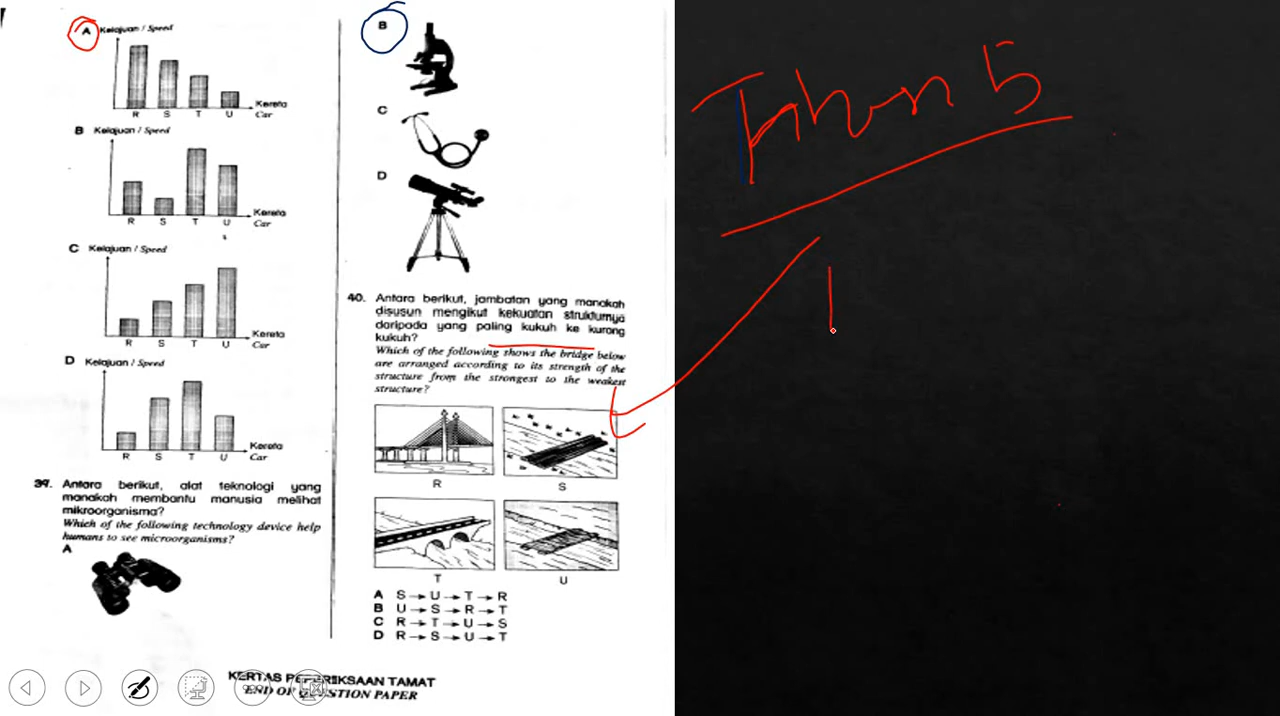 A Kelajuan / Speed
R S T U
Kereta
Car
B Kelajuan / Speed
R S T U
Kereta
Car
C Kelajuan / Speed
R S T U
Kereta
Car
D Kelajuan / Speed
R S T U
Kereta
Car
39. Antara berikut, alat teknologi yang
manakah membantu manusia melihat
mikroorganisma?
Which of the following technology device help
humans to see microorganisms?
A
B
C
D
40. Antara berikut, jambatan yang manakah
disusun mengikut kekuatan strukturnya
daripada yang paling kukuh ke kurang
kukuh?
Which of the following shows the bridge below
are arranged according to its strength of the
structure from the strongest to the weakest
structure?
R S
T U
A S → U → T → R
B U → S → R → T
C R → T → U → S
D R → S → U → T
KERTAS PEPERIKSAAN TAMAT
END OF QUESTION PAPER
Tahun 5